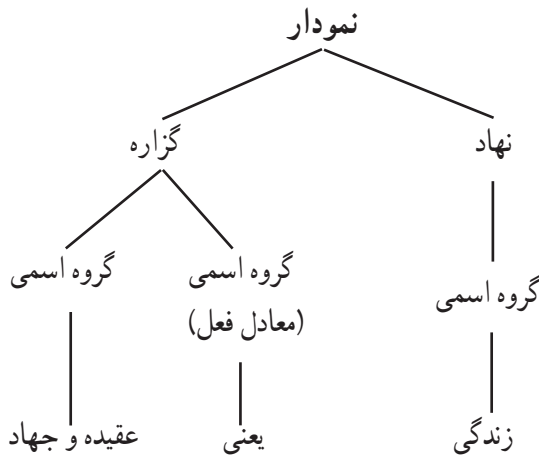 نمودار
نهاد
گزاره
گروه اسمی
گروه اسمی
(معادل فعل)
گروه اسمی
زندگی
یعنی
عقیده و جهاد